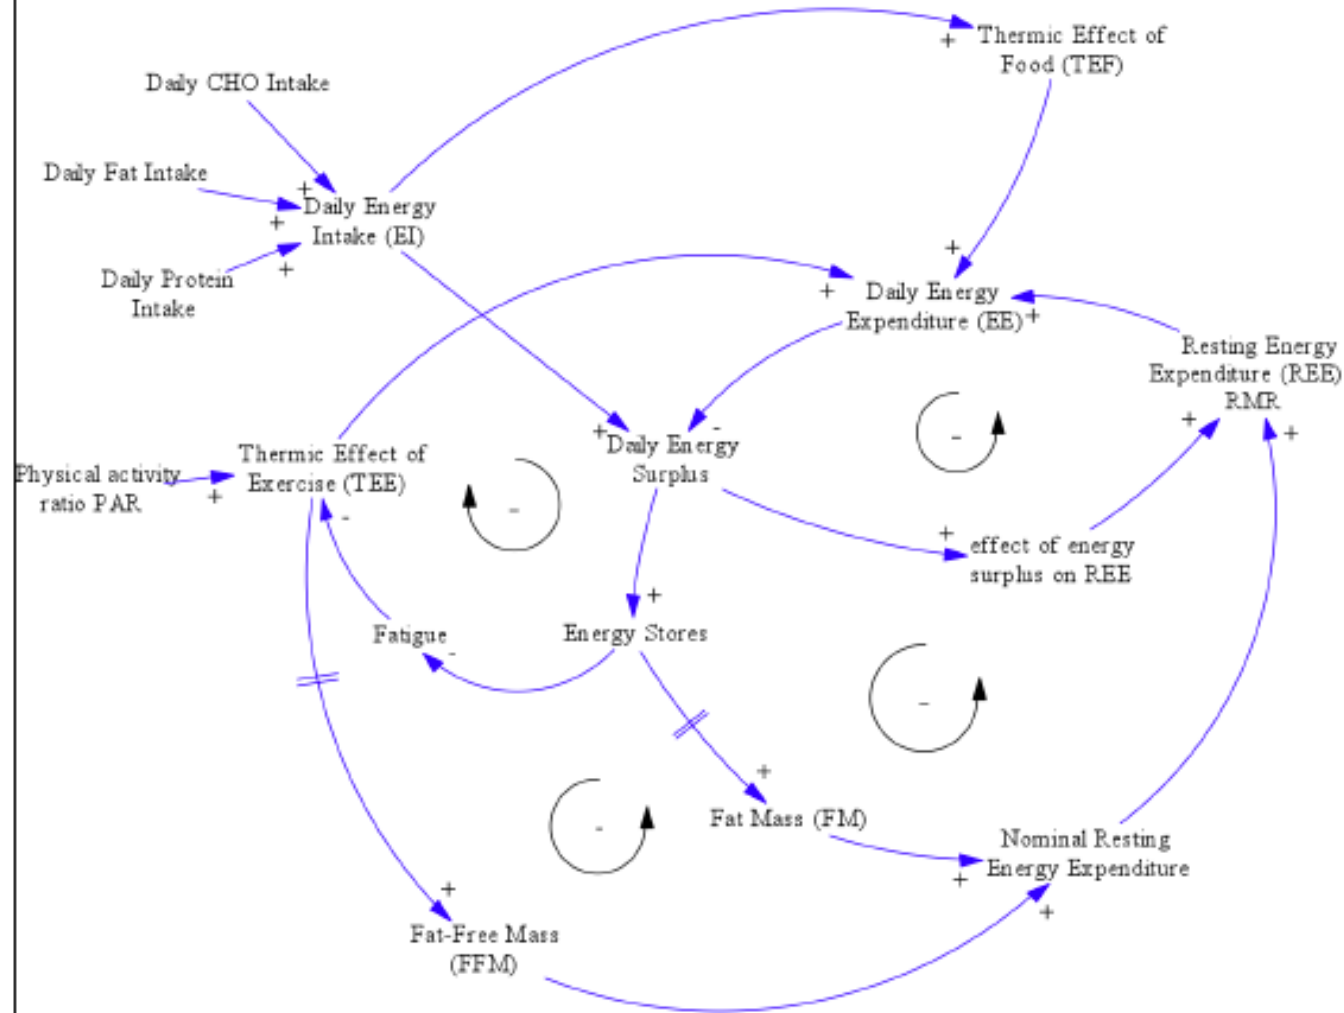 Thermic Effect of
Food (TEF)
+
Daily CHO Intake
Daily Fat Intake
+
Daily Energy
Intake (EI)
+
+
Daily Protein
Intake
+
Daily Energy
Expenditure (EE)
+
+
Resting Energy
Expenditure (REE)
RMR
+
+
Thermic Effect of
Exercise (TEE)
Physical activity
ratio PAR
+
+
-
Daily Energy
Surplus
-
-
-
+
effect of energy
surplus on REE
+
Energy Stores
Fatigue
-
-
+
Fat Mass (FM)
-
Nominal Resting
Energy Expenditure
+
+
+
Fat-Free Mass
(FFM)